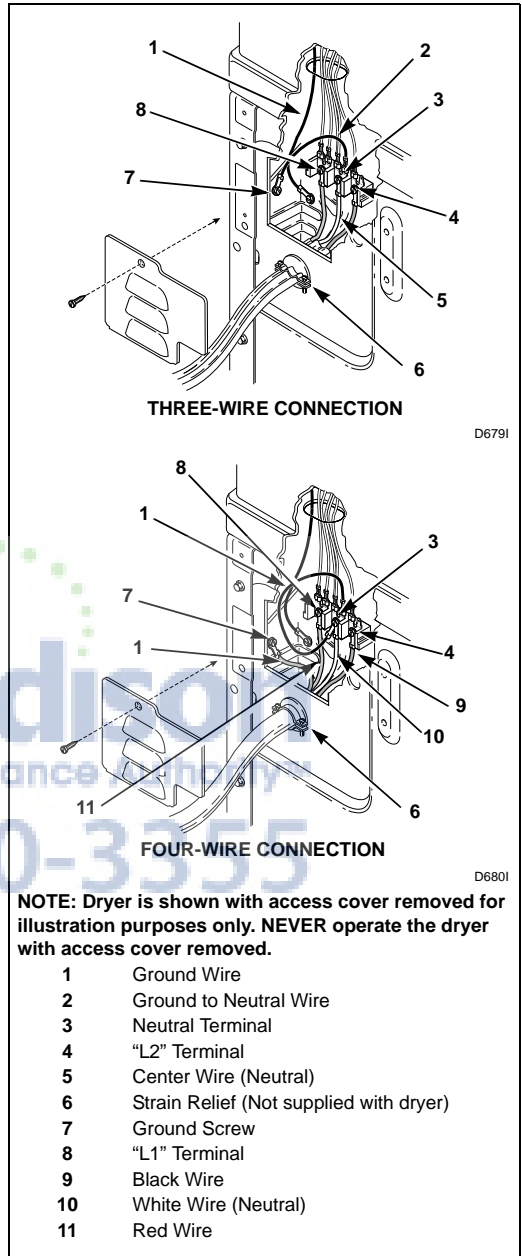 1
2
8
3
7
4
5
6
THREE-WIRE CONNECTION
D679I
8
1
3
7
1
4
9
10
11
6
FOUR-WIRE CONNECTION
D680I
NOTE: Dryer is shown with access cover removed for
illustration purposes only. NEVER operate the dryer
with access cover removed.
1 Ground Wire
2 Ground to Neutral Wire
3 Neutral Terminal
4 “L2” Terminal
5 Center Wire (Neutral)
6 Strain Relief (Not supplied with dryer)
7 Ground Screw
8 “L1” Terminal
9 Black Wire
10 White Wire (Neutral)
11 Red Wire